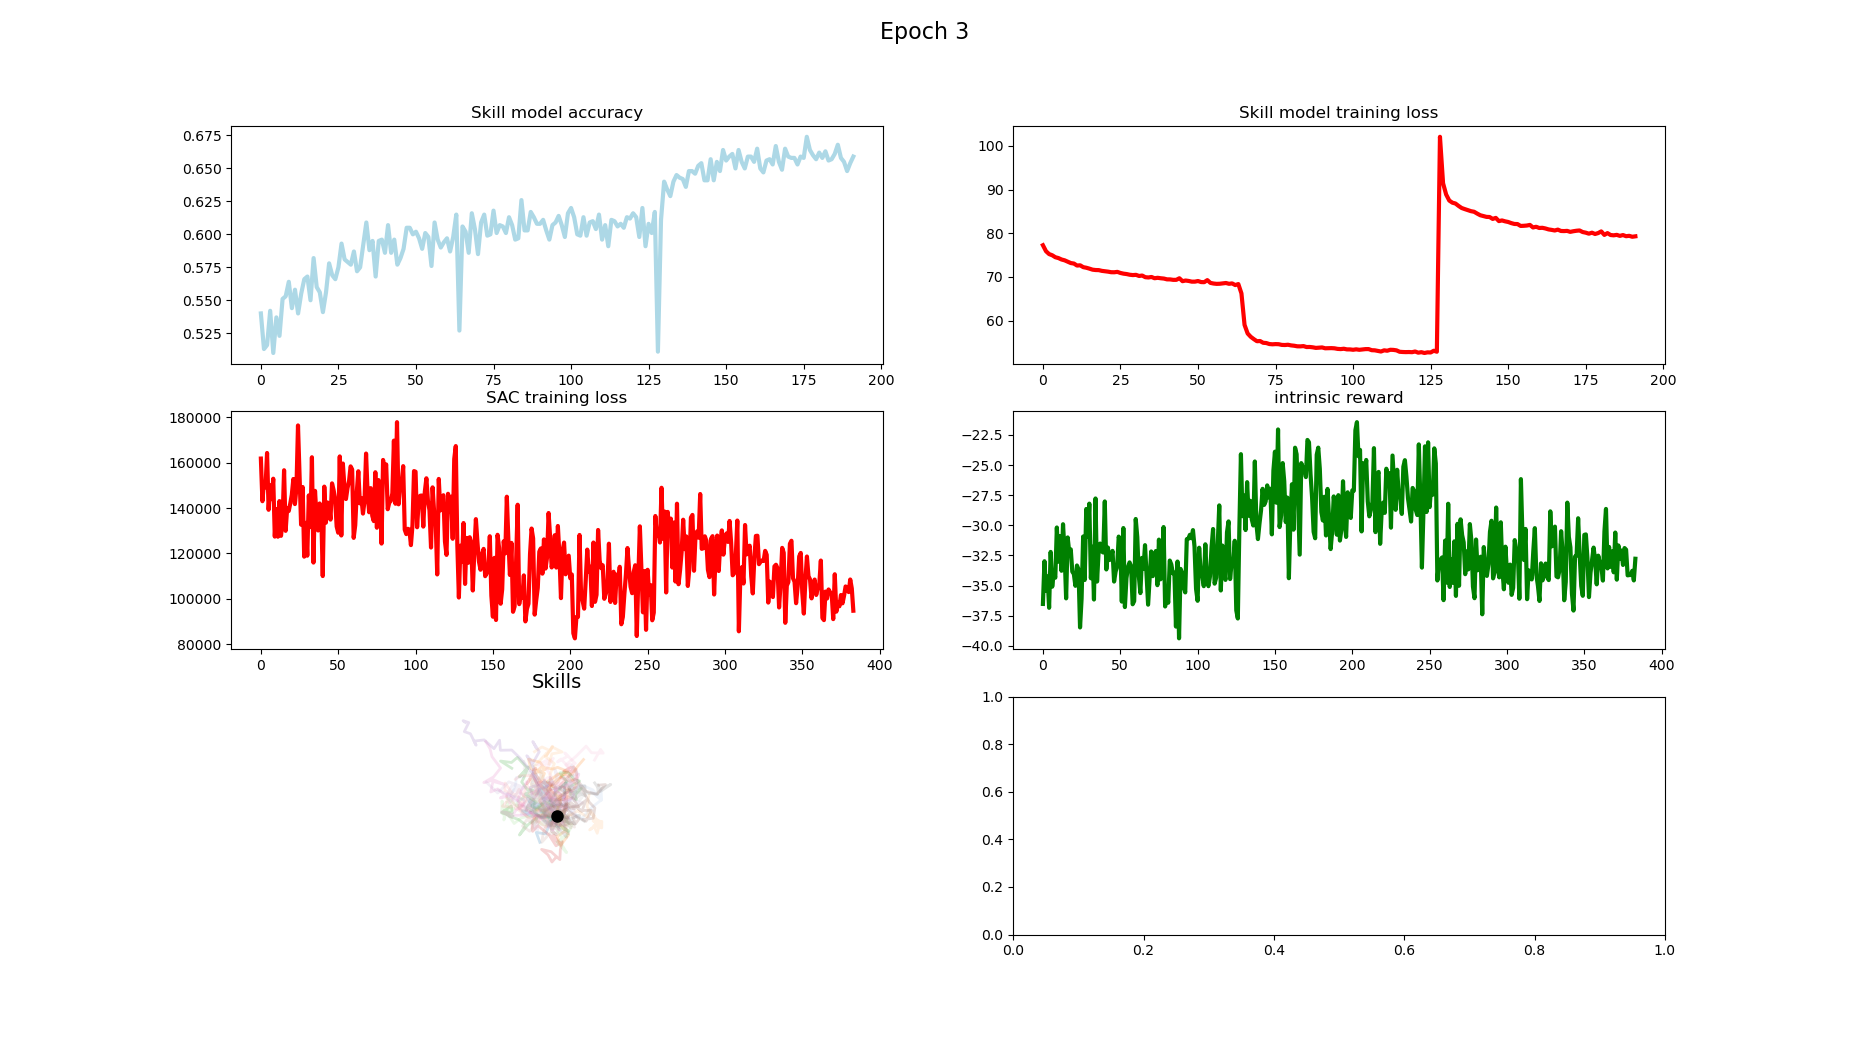 Epoch 3
Skill model accuracy
0.675
0.650
0.625
0.600
0.575
0.550
0.525
0 25 50 75 100 125 150 175 200
Skill model training loss
100
90
80
70
60
0 25 50 75 100 125 150 175 200
SAC training loss
180000
160000
140000
120000
100000
80000
0 50 100 150 200 250 300 350 400
intrinsic reward
−22.5
−25.0
−27.5
−30.0
−32.5
−35.0
−37.5
−40.0
0 50 100 150 200 250 300 350 400
Skills
1.0
0.8
0.6
0.4
0.2
0.0
0.0 0.2 0.4 0.6 0.8 1.0